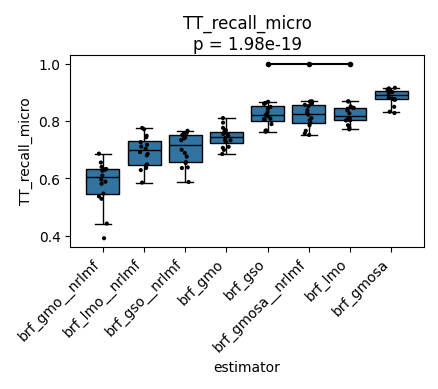 TT_recall_micro
p = 1.98e-19
1.0
0.8
0.6
0.4
TT_recall_micro
brf_gmo__nrlmf
brf_lmo__nrlmf
brf_gso__nrlmf
brf_gmo
brf_gso
brf_gmosa__nrlmf
brf_lmo
brf_gmosa
estimator